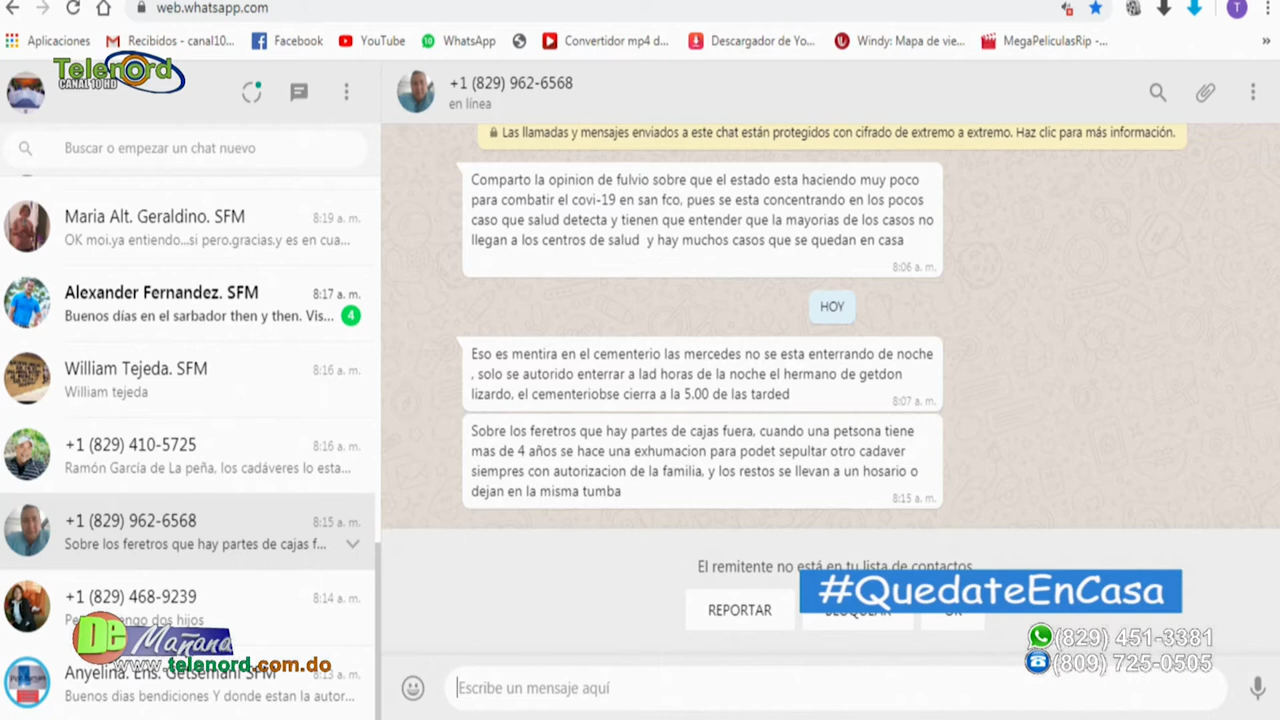 web.whatsapp.com
T
Aplicaciones
Recibidos - canal10...
Facebook
YouTube
WhatsApp
Convertidor mp4 d...
Descargador de Yo...
Windy: Mapa de vie...
MegaPeliculasRip -...
»
Telenord
CANAL 10 HD
Buscar o empezar un chat nuevo
Maria Alt. Geraldino. SFM
8:19 a. m.
OK moi.ya entiendo...si pero.gracias.y es en cua...
Alexander Fernandez. SFM
8:17 a. m.
Buenos días en el sarbador then y then. Vis...
4
William Tejeda. SFM
8:16 a. m.
William tejeda
+1 (829) 410-5725
8:16 a. m.
Ramón García de La peña, los cadáveres lo esta...
+1 (829) 962-6568
8:15 a. m.
Sobre los feretros que hay partes de cajas f...
+1 (829) 468-9239
8:14 a. m.
ngo dos hijos
De Mañana
www.telenord.com.do
Anyelina. Ens. Getsemani SFM
8:13 a. m.
Buenos dias bendiciones Y donde estan la autor...
+1 (829) 962-6568
en línea
Las llamadas y mensajes enviados a este chat están protegidos con cifrado de extremo a extremo. Haz clic para más información.
Comparto la opinion de fulvio sobre que el estado esta haciendo muy poco
para combatir el covi-19 en san fco, pues se esta concentrando en los pocos
caso que salud detecta y tienen que entender que la mayorias de los casos no
llegan a los centros de salud y hay muchos casos que se quedan en casa
8:06 a. m.
HOY
Eso es mentira en el cementerio las mercedes no se esta enterrando de noche
, solo se autorido enterrar a lad horas de la noche el hermano de getdon
lizardo, el cementeriobse cierra a la 5.00 de las tarded
8:07 a. m.
Sobre los feretros que hay partes de cajas fuera, cuando una petsona tiene
mas de 4 años se hace una exhumacion para podet sepultar otro cadaver
siempres con autorizacion de la familia, y los restos se llevan a un hosario o
dejan en la misma tumba
8:15 a. m.
El remitente no está en tu lista de contactos
#QuedateEnCasa
REPORTAR
BLOQUEAR
OK
(829) 451-3381
(809) 725-0505
Escribe un mensaje aquí